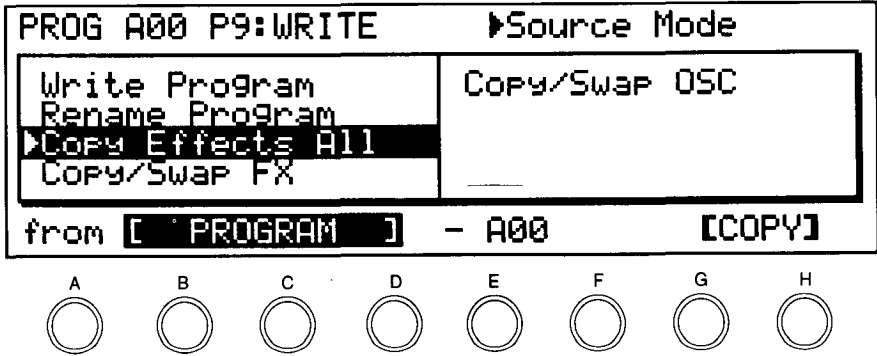 PROG A00 P9:WRITE ▶Source Mode
Write Program
Rename Program
▶Copy Effects All
Copy/Swap FX
Copy/Swap OSC
from [ PROGRAM ] - A00 [COPY]
A B C D E F G H